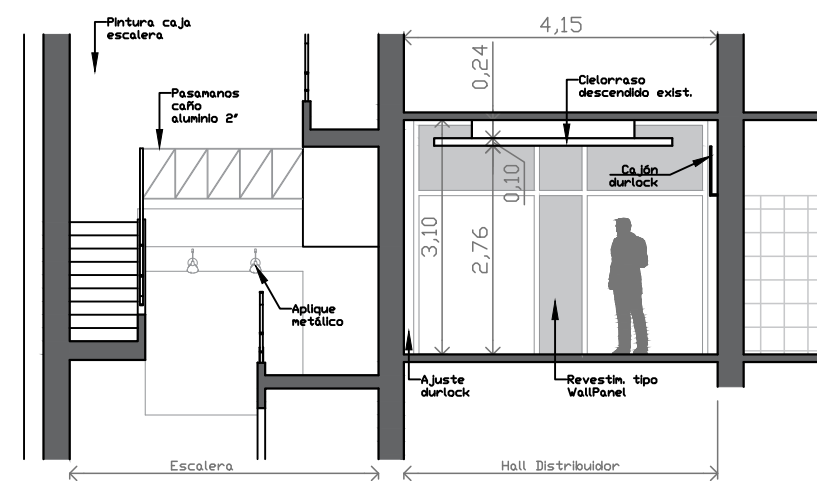 Pintura caja
escalera
4,15
0,24
Cielorraso
descendido exist.
Pasamanos
caño
aluminio 2"
Cajón
durlock
0,10
3,10
2,76
Aplique
metálico
Ajuste
durlock
Revestim. tipo
WallPanel
Escalera
Hall Distribuidor